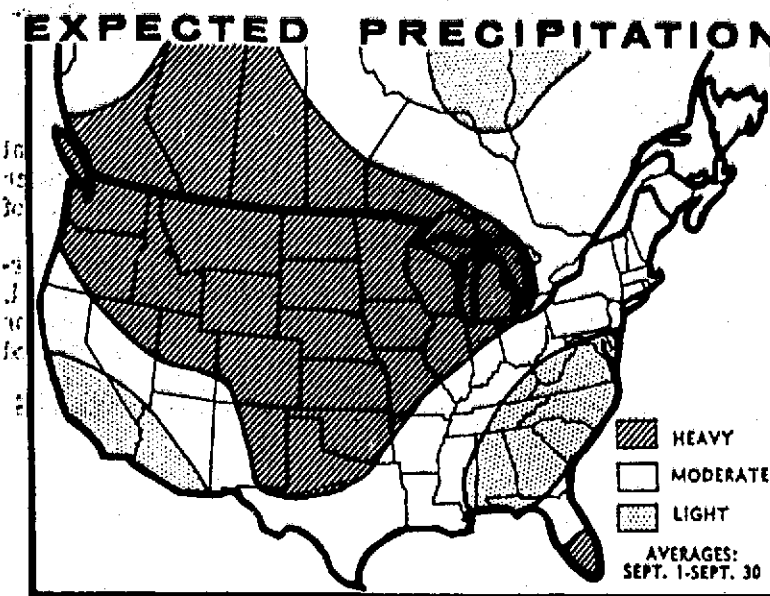 EXPECTED PRECIPITATION
HEAVY
MODERATE
LIGHT
AVERAGES:
SEPT. 1-SEPT. 30